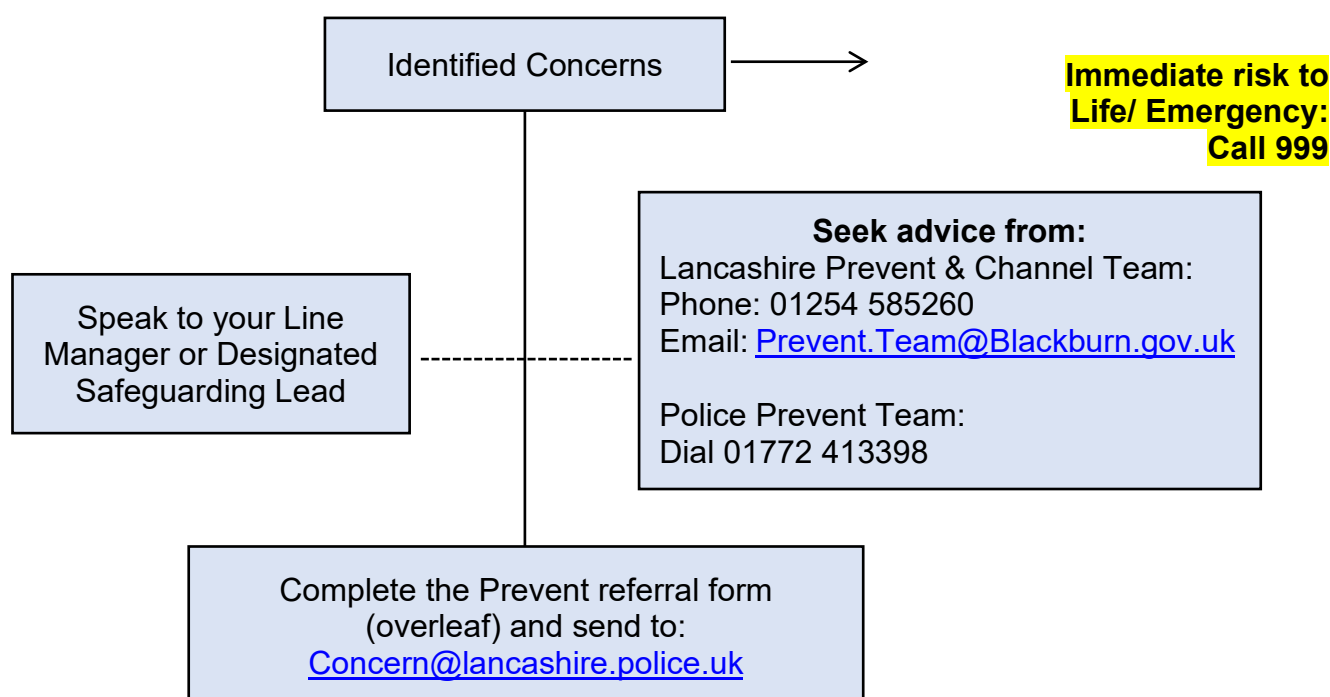 Identified Concerns
Immediate risk to
Life/ Emergency:
Call 999
Seek advice from:
Lancashire Prevent & Channel Team:
Phone: 01254 585260
Email: Prevent.Team@Blackburn.gov.uk
Police Prevent Team:
Dial 01772 413398
Speak to your Line
Manager or Designated
Safeguarding Lead
Complete the Prevent referral form
(overleaf) and send to:
Concern@lancashire.police.uk